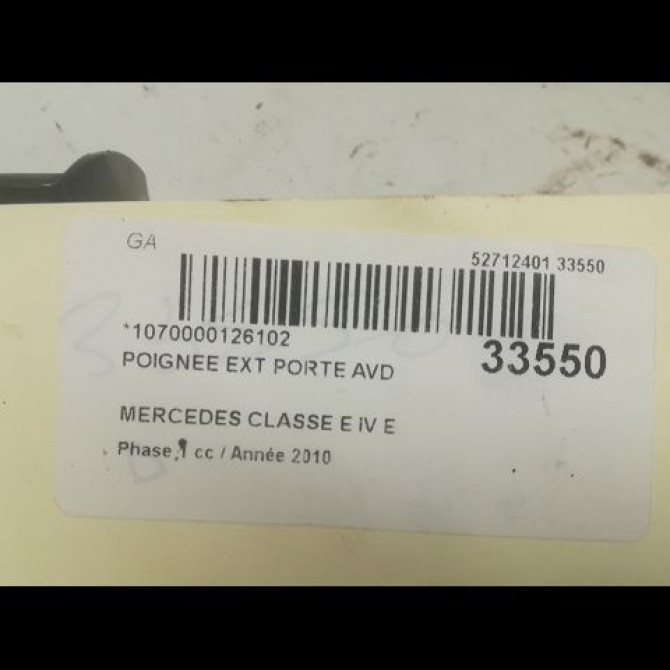 GA
52712401 33550
*1070000126102
33550
POIGNEE EXT PORTE AVD
MERCEDES CLASSE E IV E
Phase 1 cc / Année 2010